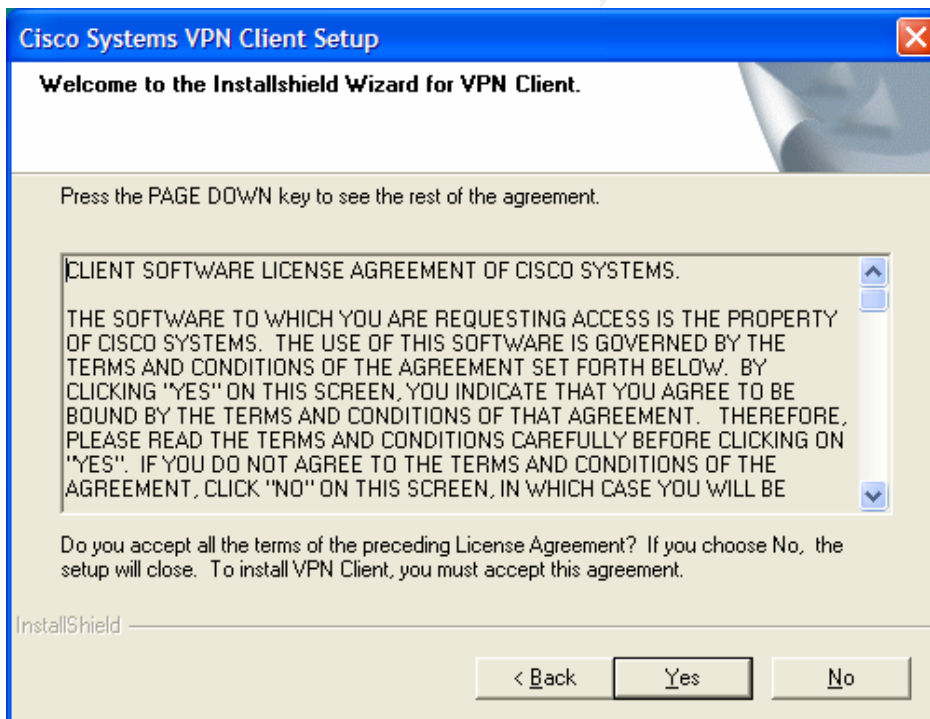 Cisco Systems VPN Client Setup
Welcome to the Installshield Wizard for VPN Client.
Press the PAGE DOWN key to see the rest of the agreement.
CLIENT SOFTWARE LICENSE AGREEMENT OF CISCO SYSTEMS.
THE SOFTWARE TO WHICH YOU ARE REQUESTING ACCESS IS THE PROPERTY
OF CISCO SYSTEMS.  THE USE OF THIS SOFTWARE IS GOVERNED BY THE
TERMS AND CONDITIONS OF THE AGREEMENT SET FORTH BELOW.  BY
CLICKING "YES" ON THIS SCREEN, YOU INDICATE THAT YOU AGREE TO BE
BOUND BY THE TERMS AND CONDITIONS OF THAT AGREEMENT.   THEREFORE,
PLEASE READ THE TERMS AND CONDITIONS CAREFULLY BEFORE CLICKING ON
"YES".  IF YOU DO NOT AGREE TO THE TERMS AND CONDITIONS OF THE
AGREEMENT, CLICK "NO" ON THIS SCREEN, IN WHICH CASE YOU WILL BE
Do you accept all the terms of the preceding License Agreement?  If you choose No,  the
setup will close.  To install VPN Client, you must accept this agreement.
InstallShield
< Back
Yes
No